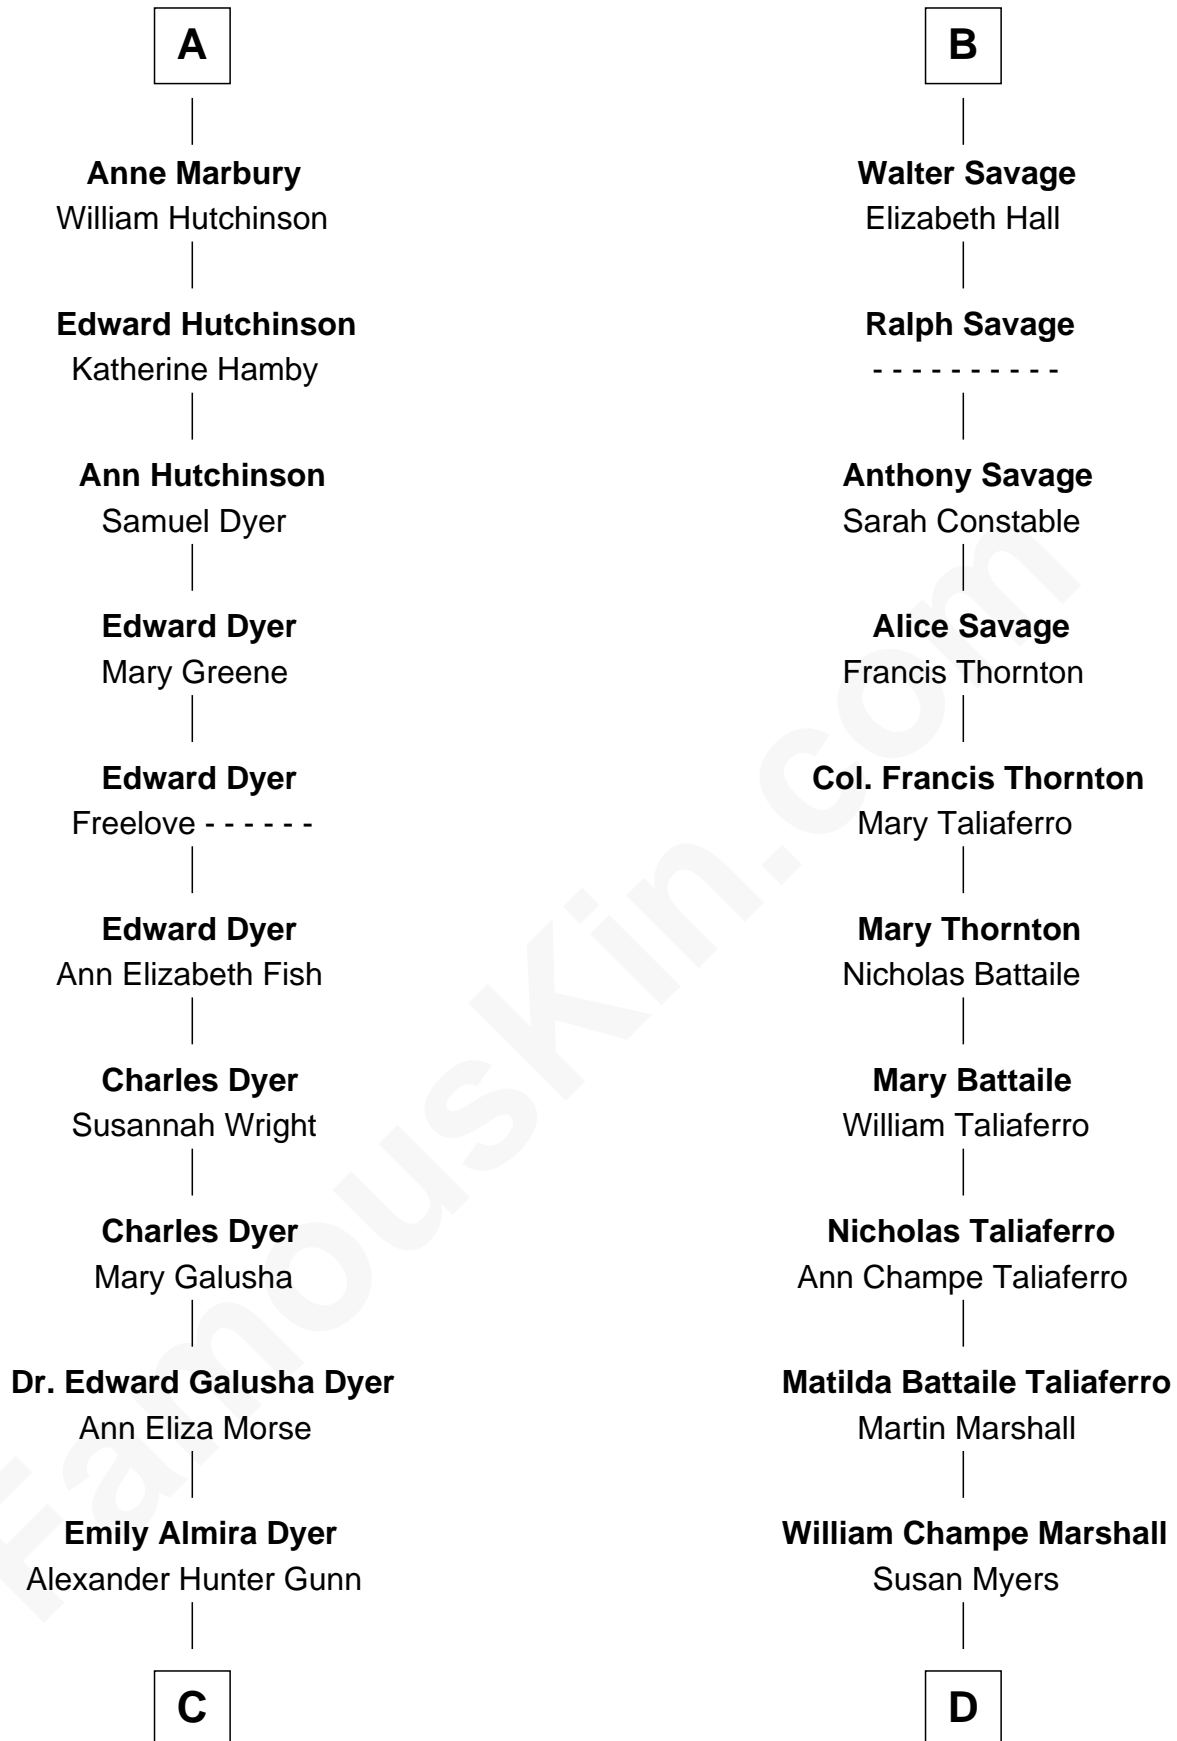 A
Anne Marbury
William Hutchinson
Edward Hutchinson
Katherine Hamby
Ann Hutchinson
Samuel Dyer
Edward Dyer
Mary Greene
Edward Dyer
Freelove - - - - - -
Edward Dyer
Ann Elizabeth Fish
Charles Dyer
Susannah Wright
Charles Dyer
Mary Galusha
Dr. Edward Galusha Dyer
Ann Eliza Morse
Emily Almira Dyer
Alexander Hunter Gunn
C
B
Walter Savage
Elizabeth Hall
Ralph Savage
- - - - - - - - - -
Anthony Savage
Sarah Constable
Alice Savage
Francis Thornton
Col. Francis Thornton
Mary Taliaferro
Mary Thornton
Nicholas Battaile
Mary Battaile
William Taliaferro
Nicholas Taliaferro
Ann Champe Taliaferro
Matilda Battaile Taliaferro
Martin Marshall
William Champe Marshall
Susan Myers
D
FamousKin.com